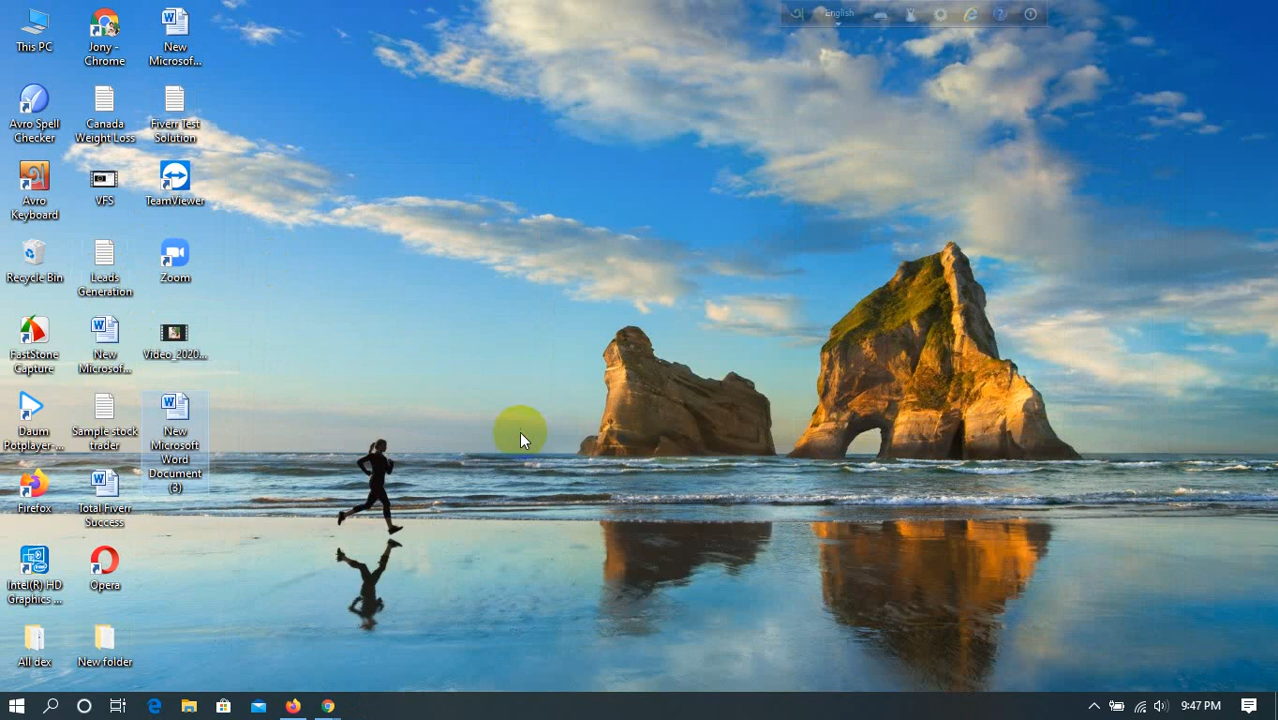 English
This PC
Jony -
Chrome
New
Microsof...
Avro Spell
Checker
Canada
Weight Loss
Fiverr Test
Solution
Avro
Keyboard
VFS
TeamViewer
Recycle Bin
Leads
Generation
Zoom
FastStone
Capture
New
Microsof...
Video_2020...
Daum
Potplayer-...
Sample stock
trader
New
Microsoft
Word
Document
(3)
Firefox
Total Fiverr
Success
Intel(R) HD
Graphics ...
Opera
All dex
New folder
9:47 PM